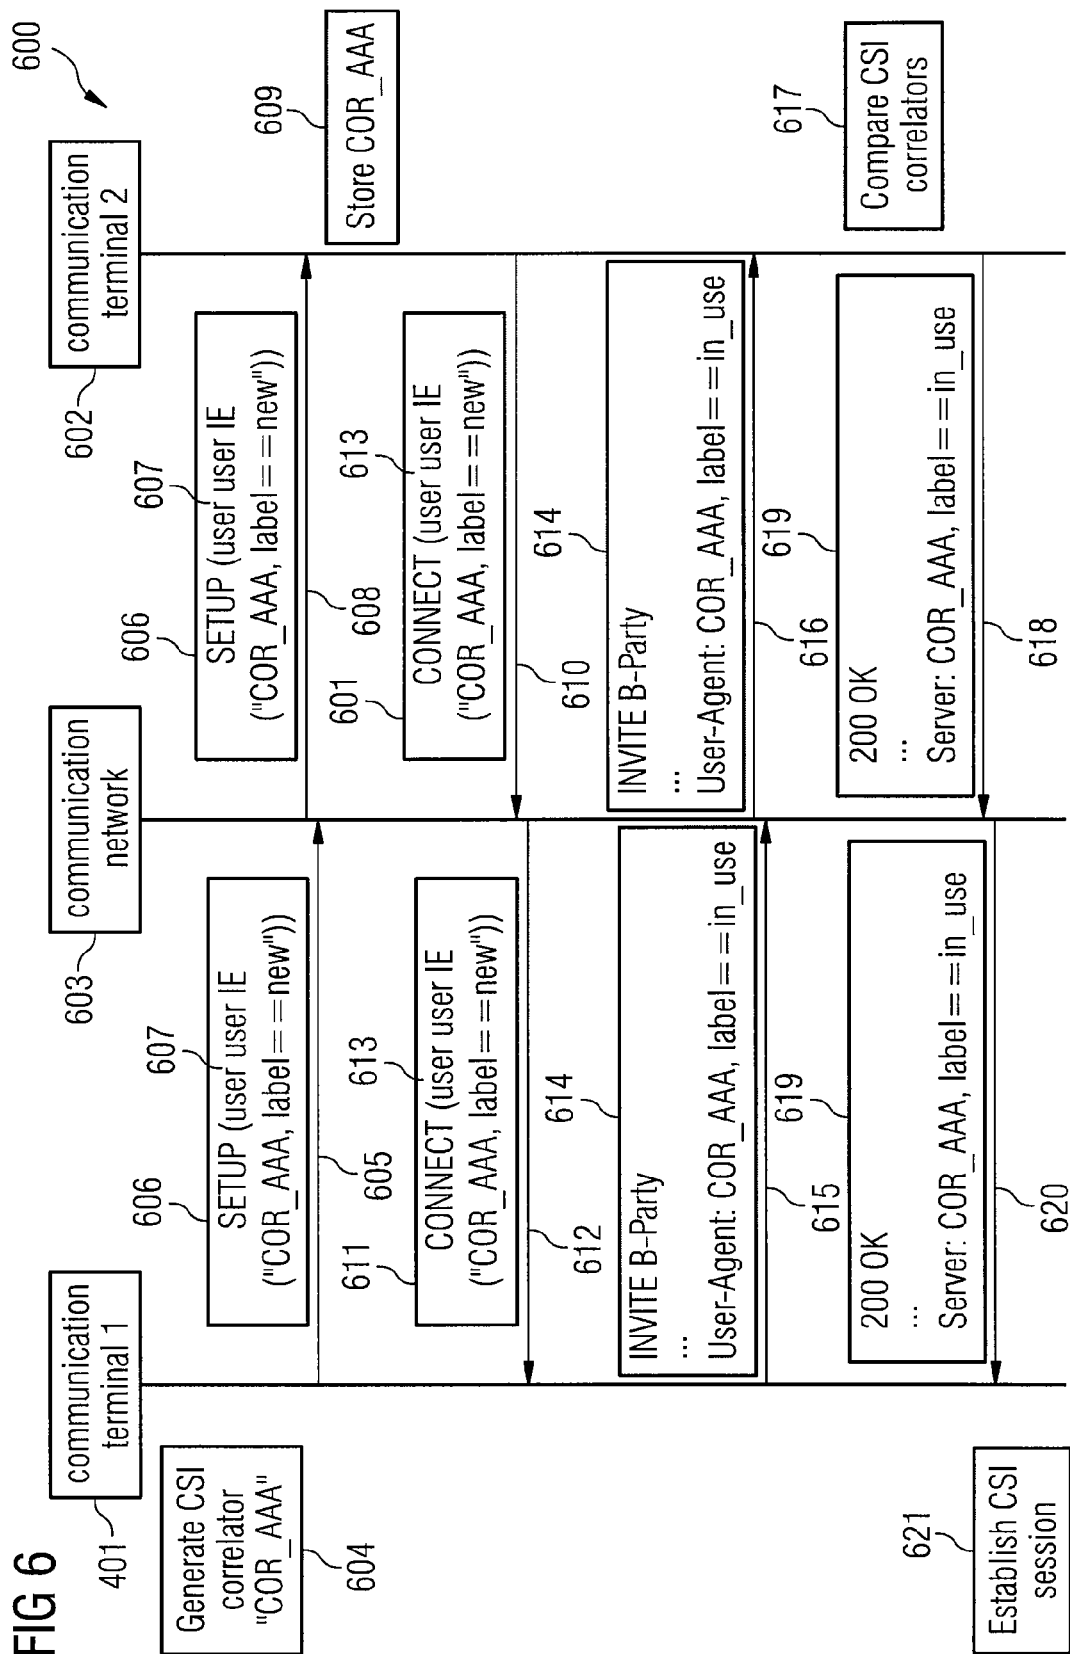 FIG 6
600
401
communication
terminal 1
603
communication
network
602
communication
terminal 2
Generate CSI
correlator
"COR_AAA"
604
606
607
SETUP (user user IE
("COR_AAA, label==new"))
605
606
607
SETUP (user user IE
("COR_AAA, label==new"))
608
609
Store COR_AAA
611
613
CONNECT (user user IE
("COR_AAA, label==new"))
612
601
613
CONNECT (user user IE
("COR_AAA, label==new"))
610
614
INVITE B-Party
...
User-Agent: COR_AAA, label==in_use
615
614
INVITE B-Party
...
User-Agent: COR_AAA, label==in_use
616
617
Compare CSI
correlators
619
200 OK
...
Server: COR_AAA, label==in_use
620
619
200 OK
...
Server: COR_AAA, label==in_use
618
621
Establish CSI
session